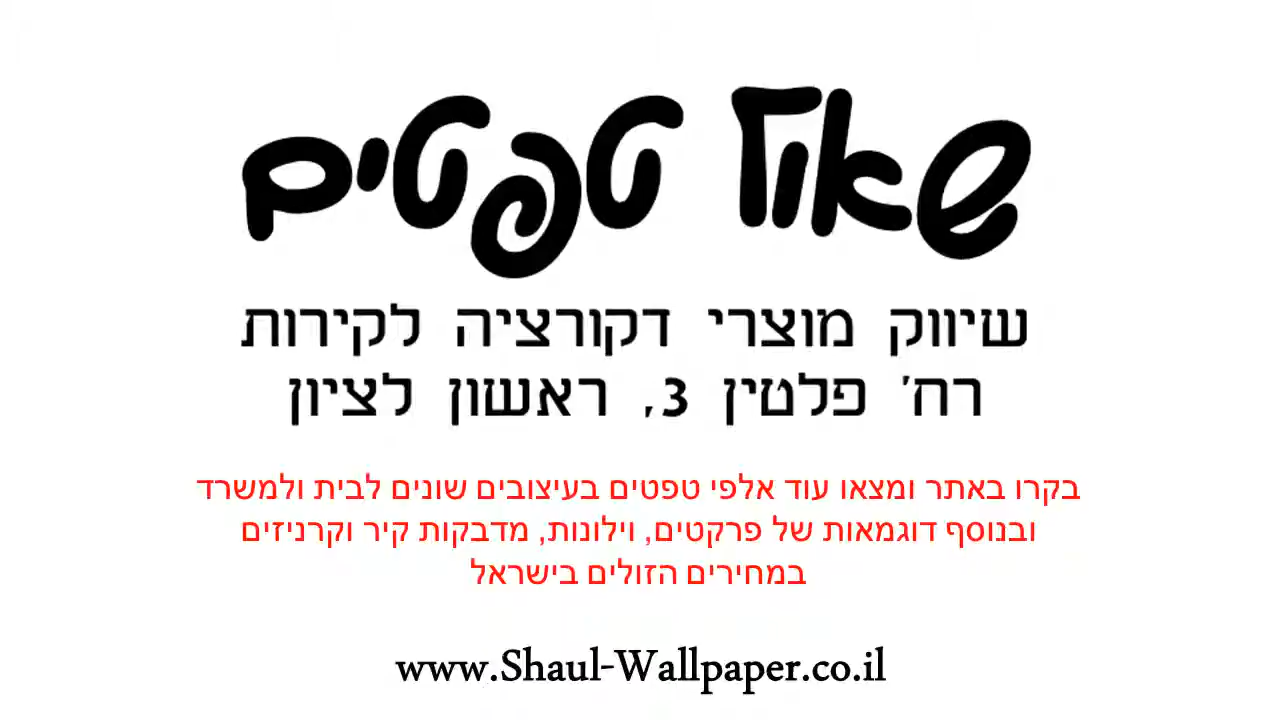 שאול טפטים
שיווק מוצרי דקורציה לקירות
רח' פלטין 3, ראשון לציון
בקרו באתר ומצאו עוד אלפי טפטים בעיצובים שונים לבית ולמשרד
ובנוסף דוגמאות של פרקטים, וילונות, מדבקות קיר וקרניזים
במחירים הזולים בישראל
www.Shaul-Wallpaper.co.il